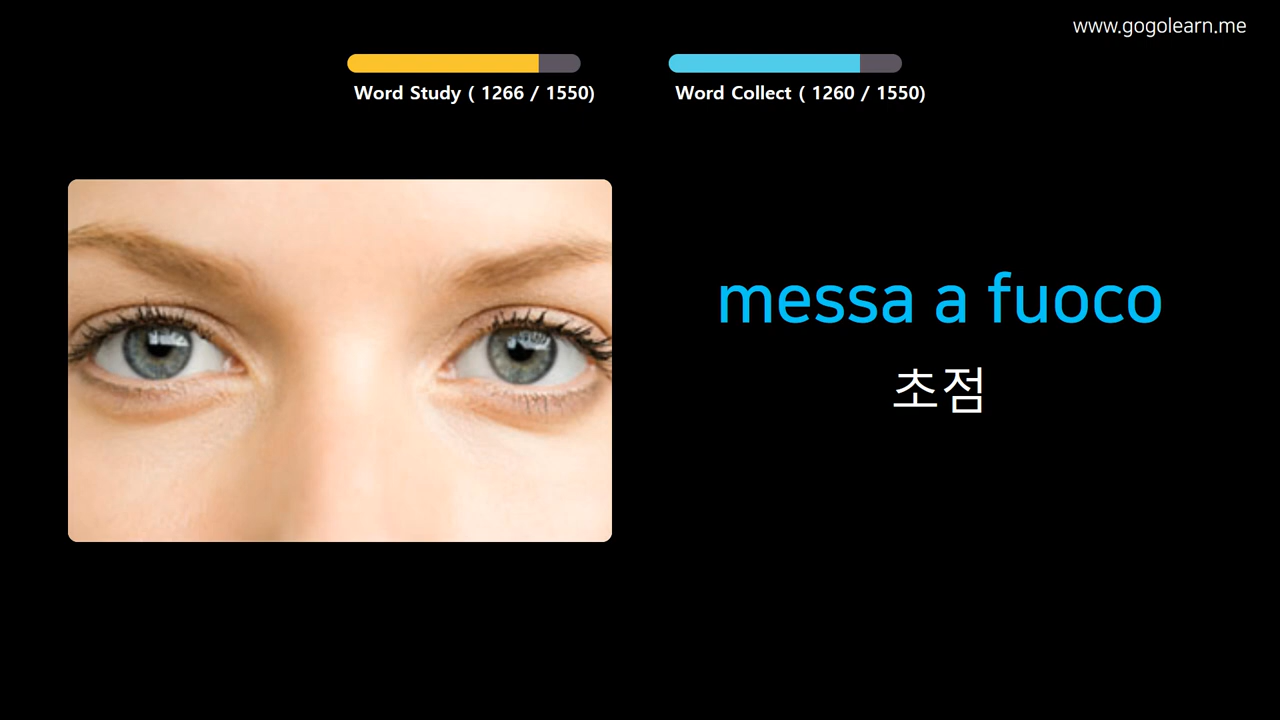 www.gogolearn.me
Word Study ( 1266 / 1550)
Word Collect ( 1260 / 1550)
messa a fuoco
초점